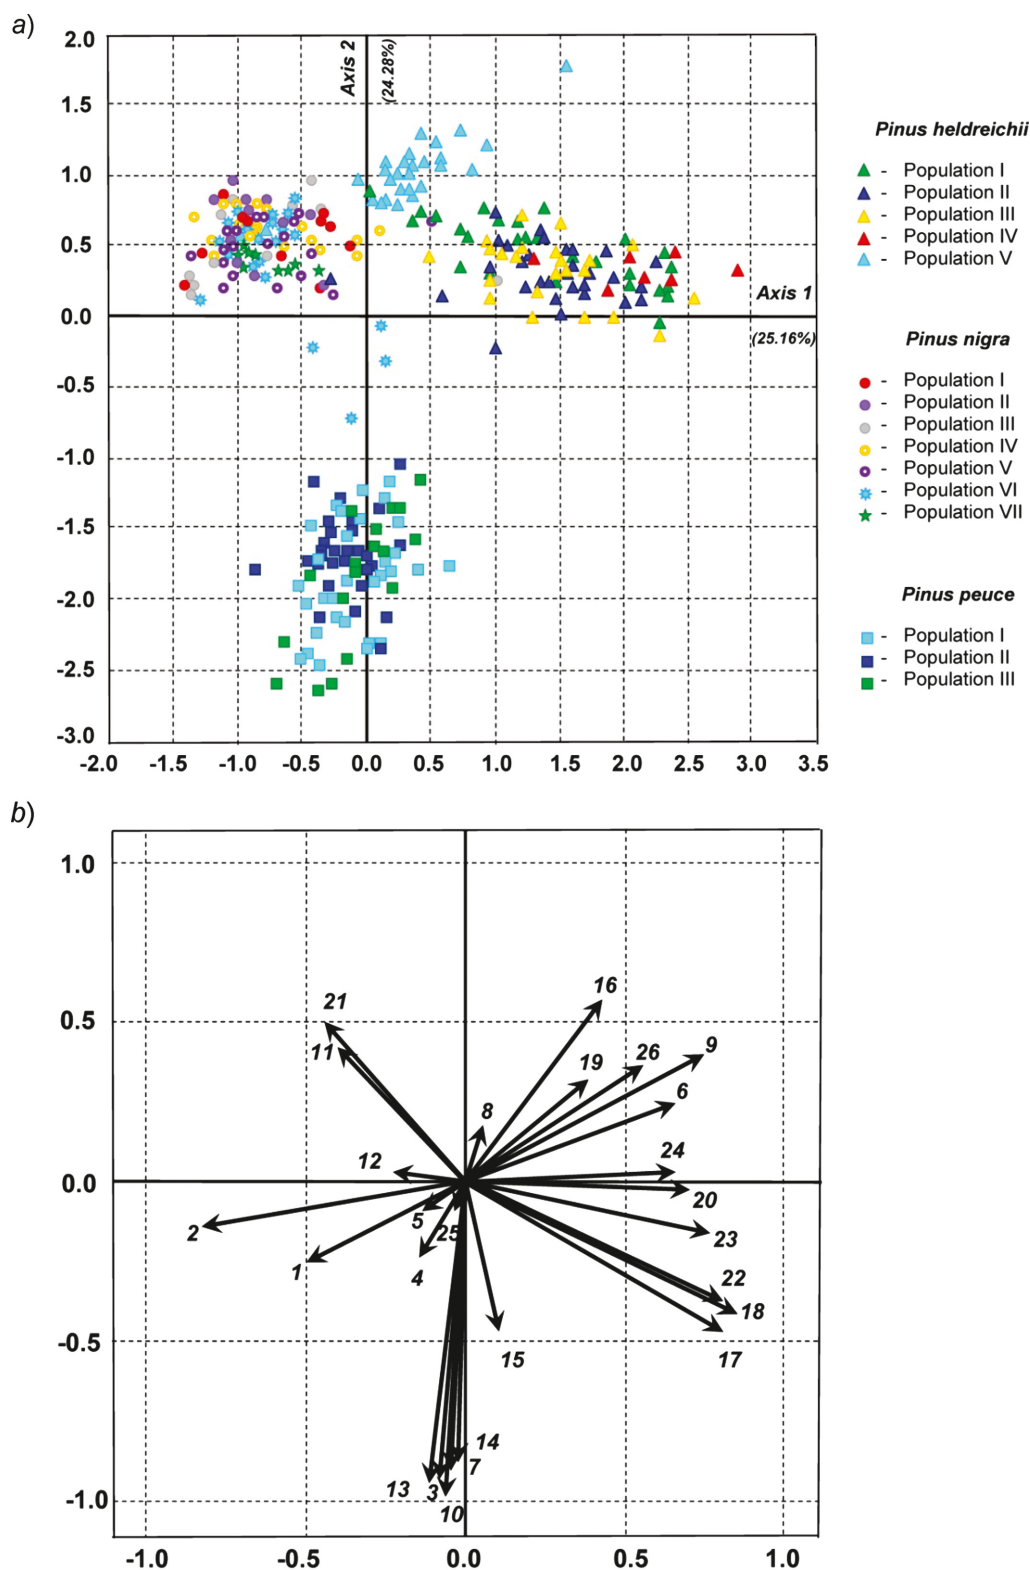 a)
2.0
1.5
1.0
0.5
0.0
-0.5
-1.0
-1.5
-2.0
-2.5
-3.0
Axis 2
(24.28%)
Axis 1
(25.16%)
-2.0 -1.5 -1.0 -0.5 0.0 0.5 1.0 1.5 2.0 2.5 3.0 3.5
Pinus heldreichii
- Population I
- Population II
- Population III
- Population IV
- Population V
Pinus nigra
- Population I
- Population II
- Population III
- Population IV
- Population V
- Population VI
- Population VII
Pinus peuce
- Population I
- Population II
- Population III
b)
1.0
0.5
0.0
-0.5
-1.0
21
11
16
19
26
9
6
8
12
24
20
2
5
25
23
1
4
22
18
15
17
14
7
13
3
10
-1.0 -0.5 0.0 0.5 1.0